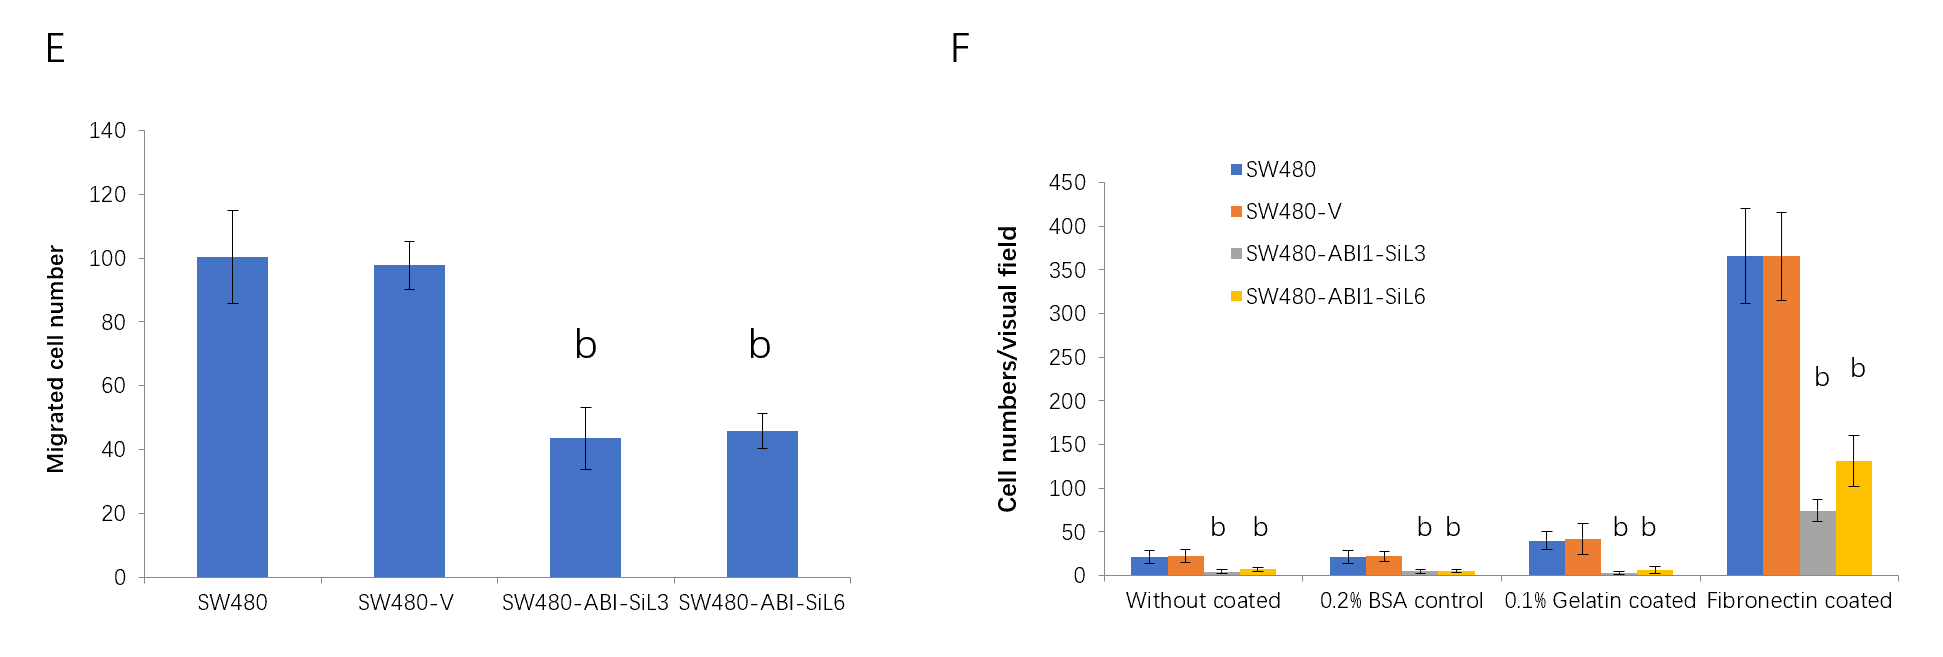 E
140
120
100
80
60
40
20
0
Migrated cell number
b
b
SW480
SW480-V
SW480-ABI-SiL3
SW480-ABI-SiL6
F
SW480
SW480-V
SW480-ABI1-SiL3
SW480-ABI1-SiL6
450
400
350
300
250
200
150
100
50
0
Cell numbers/visual field
b b
b b
b b
b b
Without coated
0.2% BSA control
0.1% Gelatin coated
Fibronectin coated